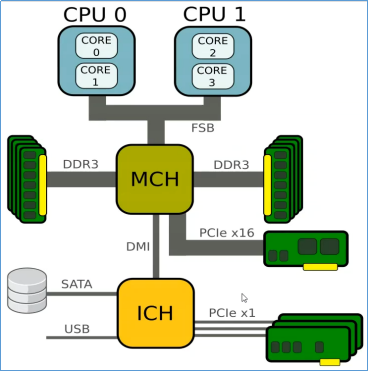 CPU 0
CPU 1
CORE
0
CORE
2
CORE
1
CORE
3
FSB
DDR3
MCH
DDR3
PCIe x16
DMI
SATA
ICH
PCIe x1
USB